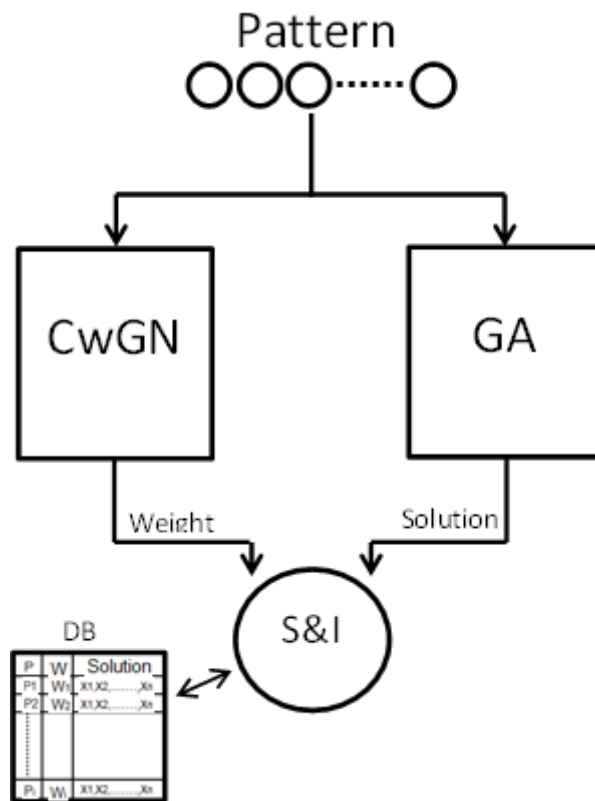 Pattern
CwGN
GA
Weight
Solution
S&I
DB
P W Solution
P1 W1 X1,X2,.......,Xn
P2 W2 X1,X2,.......,Xn
Pi Wi X1,X2,.......,Xn